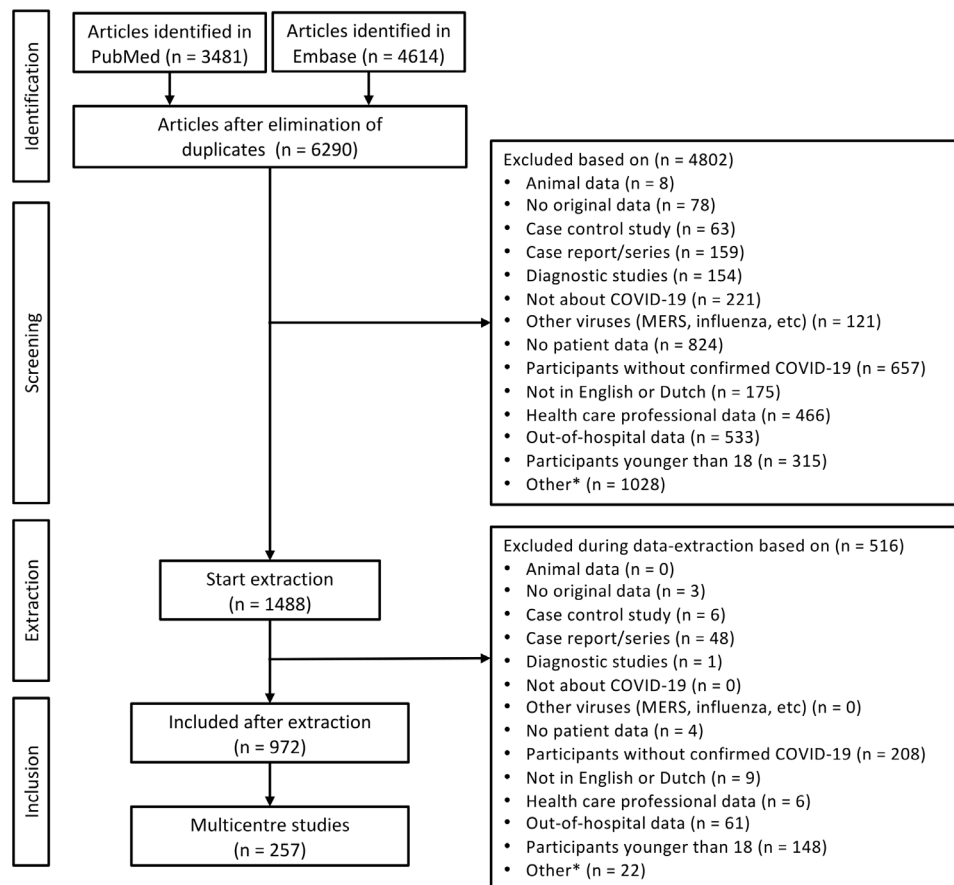 Identification
Articles identified in
PubMed (n = 3481)
Articles identified in
Embase (n = 4614)
Articles after elimination of
duplicates (n = 6290)
Screening
Excluded based on (n = 4802)
• Animal data (n = 8)
• No original data (n = 78)
• Case control study (n = 63)
• Case report/series (n = 159)
• Diagnostic studies (n = 154)
• Not about COVID-19 (n = 221)
• Other viruses (MERS, influenza, etc) (n = 121)
• No patient data (n = 824)
• Participants without confirmed COVID-19 (n = 657)
• Not in English or Dutch (n = 175)
• Health care professional data (n = 466)
• Out-of-hospital data (n = 533)
• Participants younger than 18 (n = 315)
• Other* (n = 1028)
Extraction
Start extraction
(n = 1488)
Excluded during data-extraction based on (n = 516)
• Animal data (n = 0)
• No original data (n = 3)
• Case control study (n = 6)
• Case report/series (n = 48)
• Diagnostic studies (n = 1)
• Not about COVID-19 (n = 0)
• Other viruses (MERS, influenza, etc) (n = 0)
• No patient data (n = 4)
• Participants without confirmed COVID-19 (n = 208)
• Not in English or Dutch (n = 9)
• Health care professional data (n = 6)
• Out-of-hospital data (n = 61)
• Participants younger than 18 (n = 148)
• Other* (n = 22)
Inclusion
Included after extraction
(n = 972)
Multicentre studies
(n = 257)